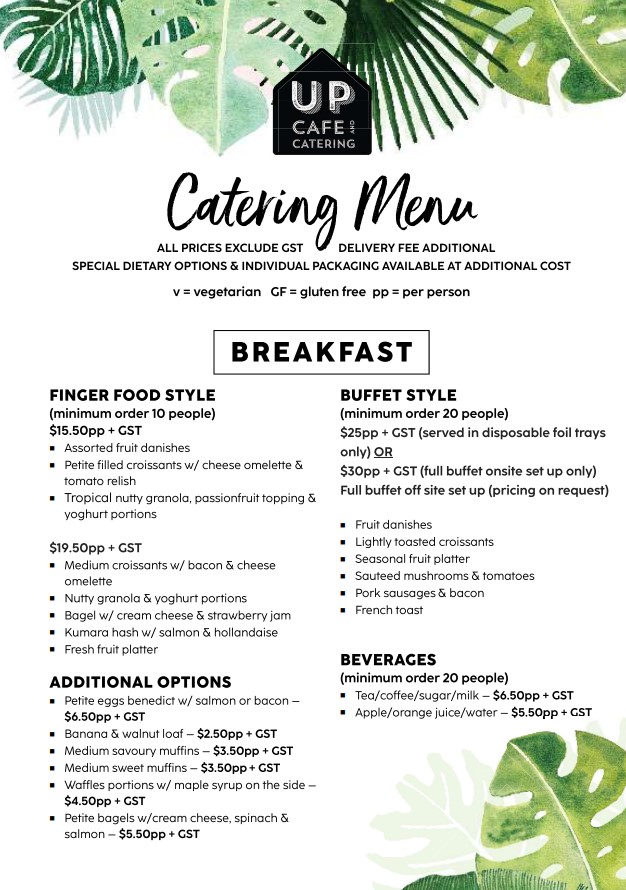 UP
CAFE AND
CATERING
Catering Menu
ALL PRICES EXCLUDE GST DELIVERY FEE ADDITIONAL
SPECIAL DIETARY OPTIONS & INDIVIDUAL PACKAGING AVAILABLE AT ADDITIONAL COST
v = vegetarian GF = gluten free pp = per person
BREAKFAST
FINGER FOOD STYLE
(minimum order 10 people)
$15.50pp + GST
▪ Assorted fruit danishes
▪ Petite filled croissants w/ cheese omelette &
tomato relish
▪ Tropical nutty granola, passionfruit topping &
yoghurt portions
$19.50pp + GST
▪ Medium croissants w/ bacon & cheese
omelette
▪ Nutty granola & yoghurt portions
▪ Bagel w/ cream cheese & strawberry jam
▪ Kumara hash w/ salmon & hollandaise
▪ Fresh fruit platter
ADDITIONAL OPTIONS
▪ Petite eggs benedict w/ salmon or bacon –
$6.50pp + GST
▪ Banana & walnut loaf – $2.50pp + GST
▪ Medium savoury muffins – $3.50pp + GST
▪ Medium sweet muffins – $3.50pp + GST
▪ Waffles portions w/ maple syrup on the side –
$4.50pp + GST
▪ Petite bagels w/cream cheese, spinach &
salmon – $5.50pp + GST
BUFFET STYLE
(minimum order 20 people)
$25pp + GST (served in disposable foil trays
only) OR
$30pp + GST (full buffet onsite set up only)
Full buffet off site set up (pricing on request)
▪ Fruit danishes
▪ Lightly toasted croissants
▪ Seasonal fruit platter
▪ Sauteed mushrooms & tomatoes
▪ Pork sausages & bacon
▪ French toast
BEVERAGES
(minimum order 20 people)
▪ Tea/coffee/sugar/milk – $6.50pp + GST
▪ Apple/orange juice/water – $5.50pp + GST